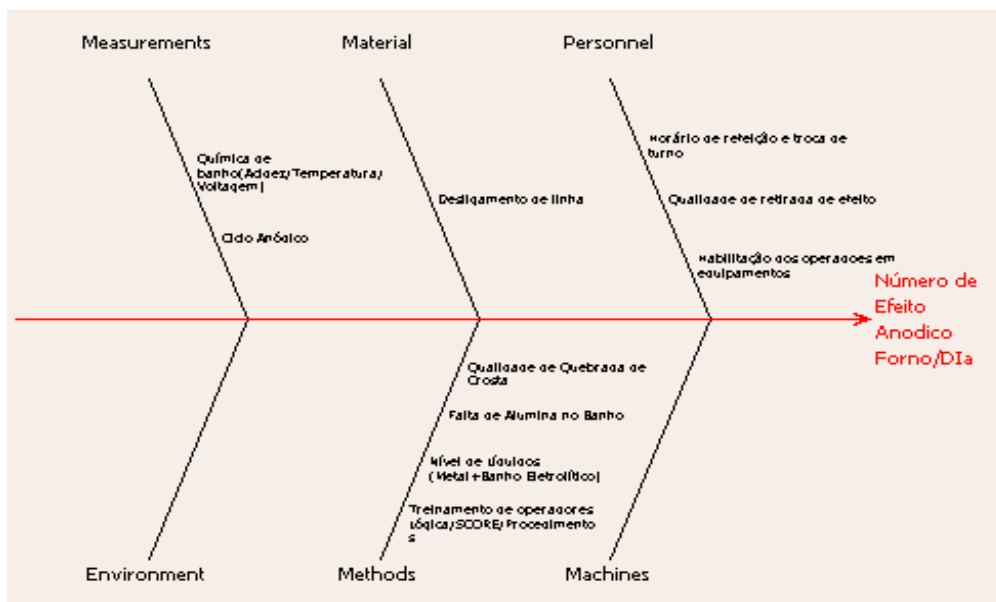 Measurements
Material
Personnel
Química de
banho(Acidez/Temperatura/
Voltagem)
Ciclo Anódico
Desligamento de linha
Horário de refeição e troca de
turno
Qualidade de retirada de efeito
Habilitação dos operadoes em
equipamentos
Número de
Efeito
Anodico
Forno/DIa
Qualidade de Quebrada de
Crosta
Falta de Alumina no Banho
Nível de Líquidos
(Metal+Banho Eletrolítico)
Treinamento de operadores
Lógica/SCORE/Procedimento
s
Environment
Methods
Machines